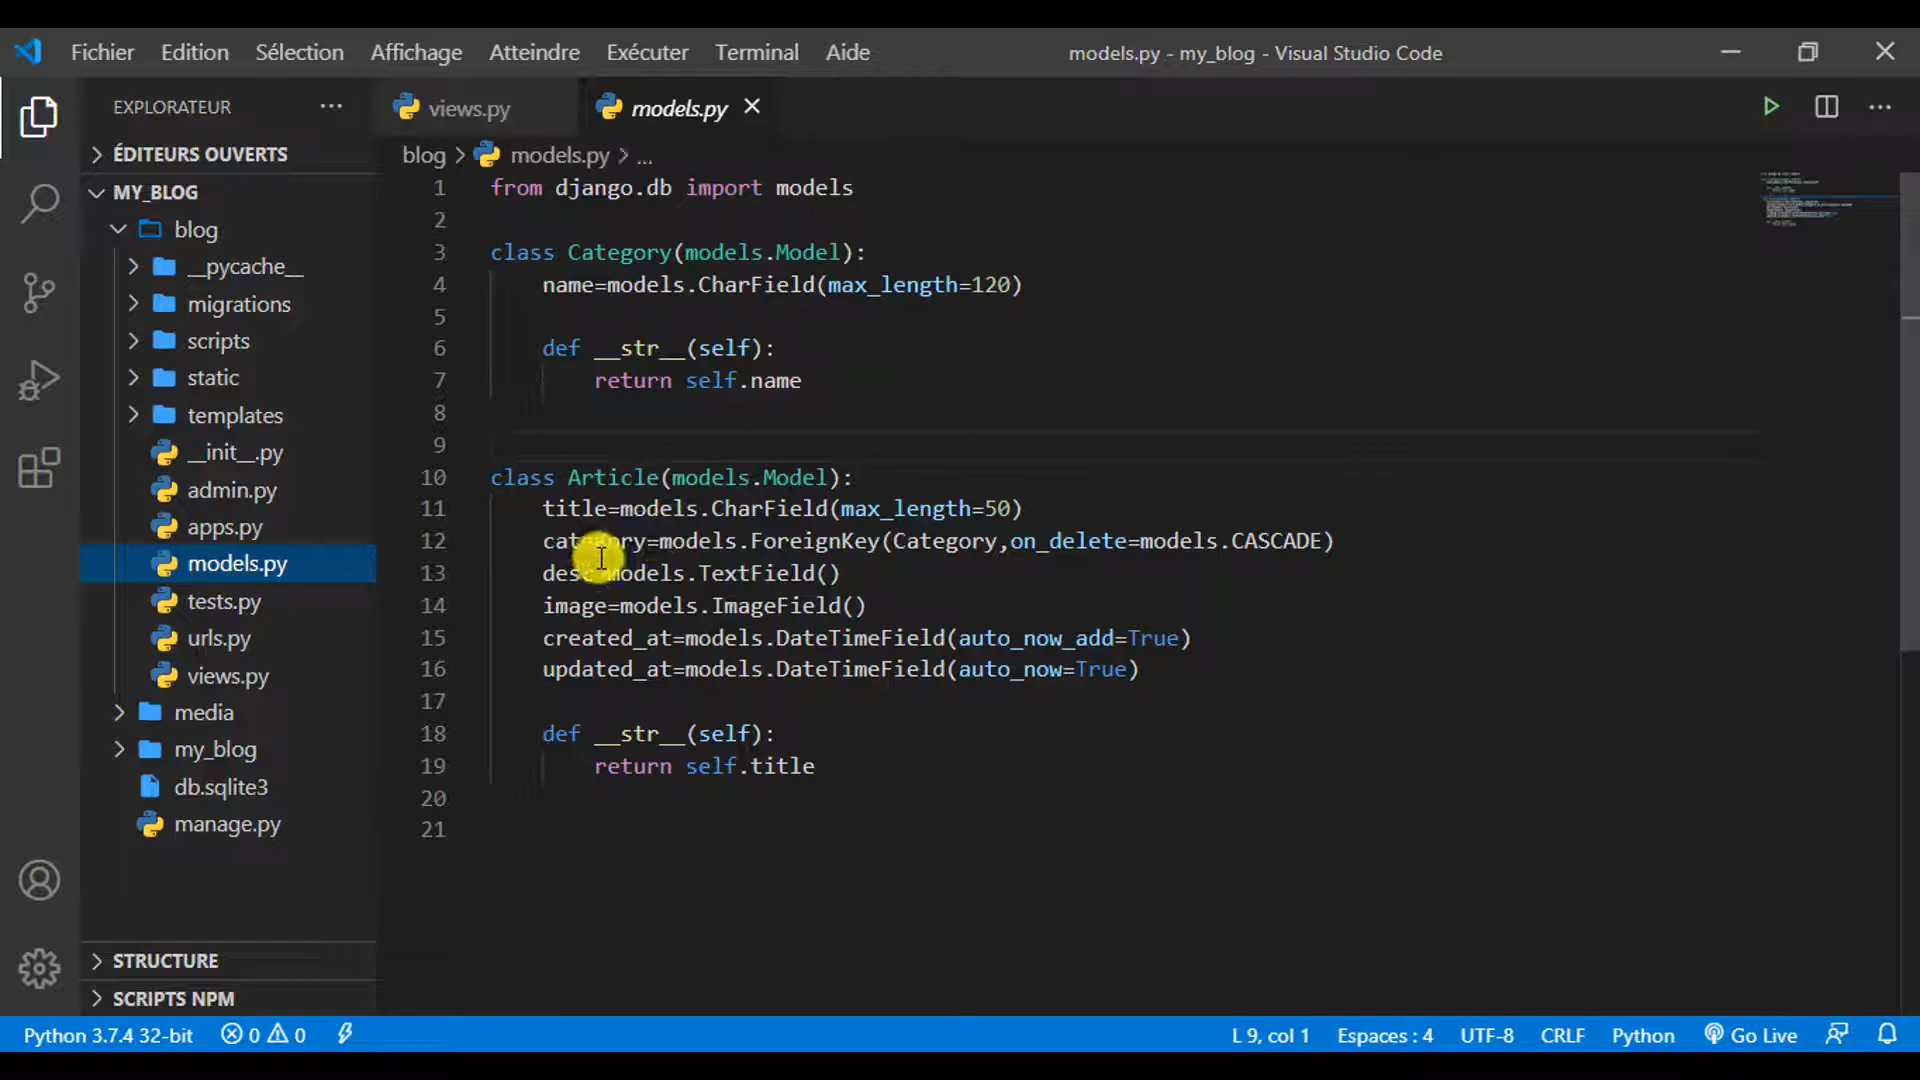 Fichier Edition Sélection Affichage Atteindre Exécuter Terminal Aide models.py - my_blog - Visual Studio Code
EXPLORATEUR
ÉDITEURS OUVERTS
MY_BLOG
blog
__pycache__
migrations
scripts
static
templates
__init__.py
admin.py
apps.py
models.py
tests.py
urls.py
views.py
media
my_blog
db.sqlite3
manage.py
STRUCTURE
SCRIPTS NPM
views.py models.py
blog > models.py > ...
1 from django.db import models
2
3 class Category(models.Model):
4 name=models.CharField(max_length=120)
5
6 def __str__(self):
7 return self.name
8
9
10 class Article(models.Model):
11 title=models.CharField(max_length=50)
12 category=models.ForeignKey(Category,on_delete=models.CASCADE)
13 desc=models.TextField()
14 image=models.ImageField()
15 created_at=models.DateTimeField(auto_now_add=True)
16 updated_at=models.DateTimeField(auto_now=True)
17
18 def __str__(self):
19 return self.title
20
21
Python 3.7.4 32-bit 0 0 L 9, col 1 Espaces : 4 UTF-8 CRLF Python Go Live